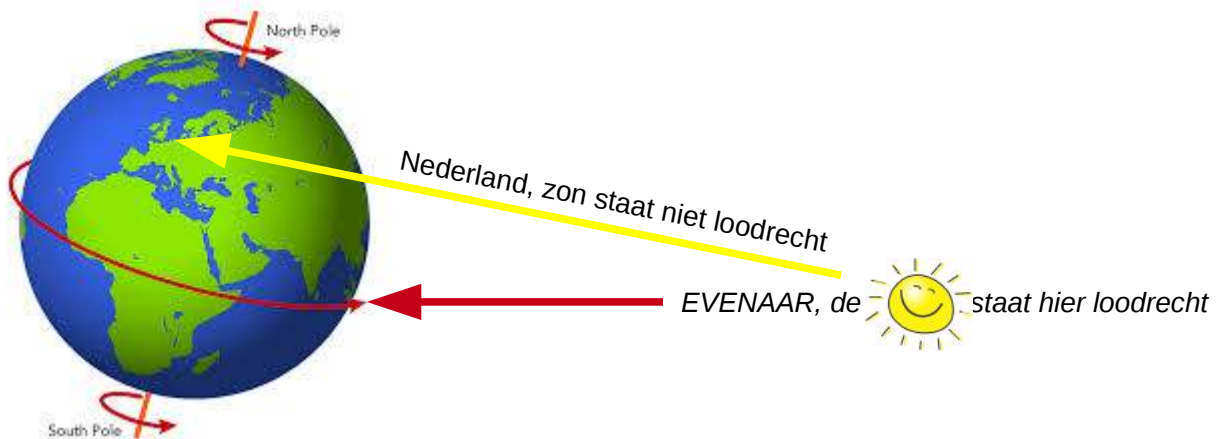 North Pole
Nederland, zon staat niet loodrecht
EVENAAR, de staat hier loodrecht
South Pole